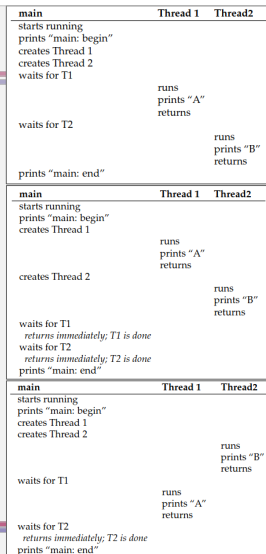 main Thread 1 Thread2
starts running
prints “main: begin”
creates Thread 1
creates Thread 2
waits for T1
runs
prints “A”
returns
waits for T2
runs
prints “B”
returns
prints “main: end”
main Thread 1 Thread2
starts running
prints “main: begin”
creates Thread 1
runs
prints “A”
returns
creates Thread 2
runs
prints “B”
returns
waits for T1
returns immediately; T1 is done
waits for T2
returns immediately; T2 is done
prints “main: end”
main Thread 1 Thread2
starts running
prints “main: begin”
creates Thread 1
creates Thread 2
runs
prints “B”
returns
waits for T1
runs
prints “A”
returns
waits for T2
returns immediately; T2 is done
prints “main: end”